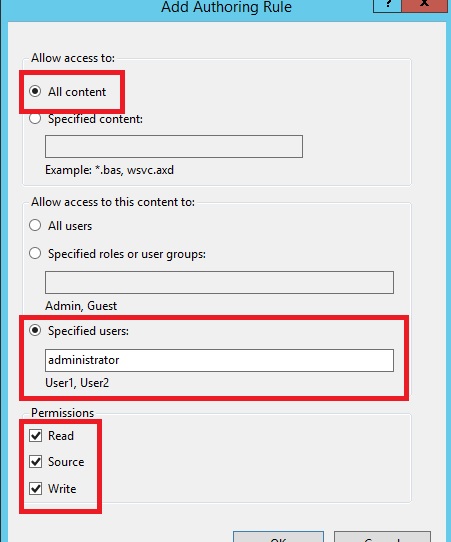 Add Authoring Rule
? x
Allow access to:
All content
Specified content:
Example: *.bas, wsvc.axd
Allow access to this content to:
All users
Specified roles or user groups:
Admin, Guest
Specified users:
administrator
User1, User2
Permissions
Read
Source
Write
OK Cancel